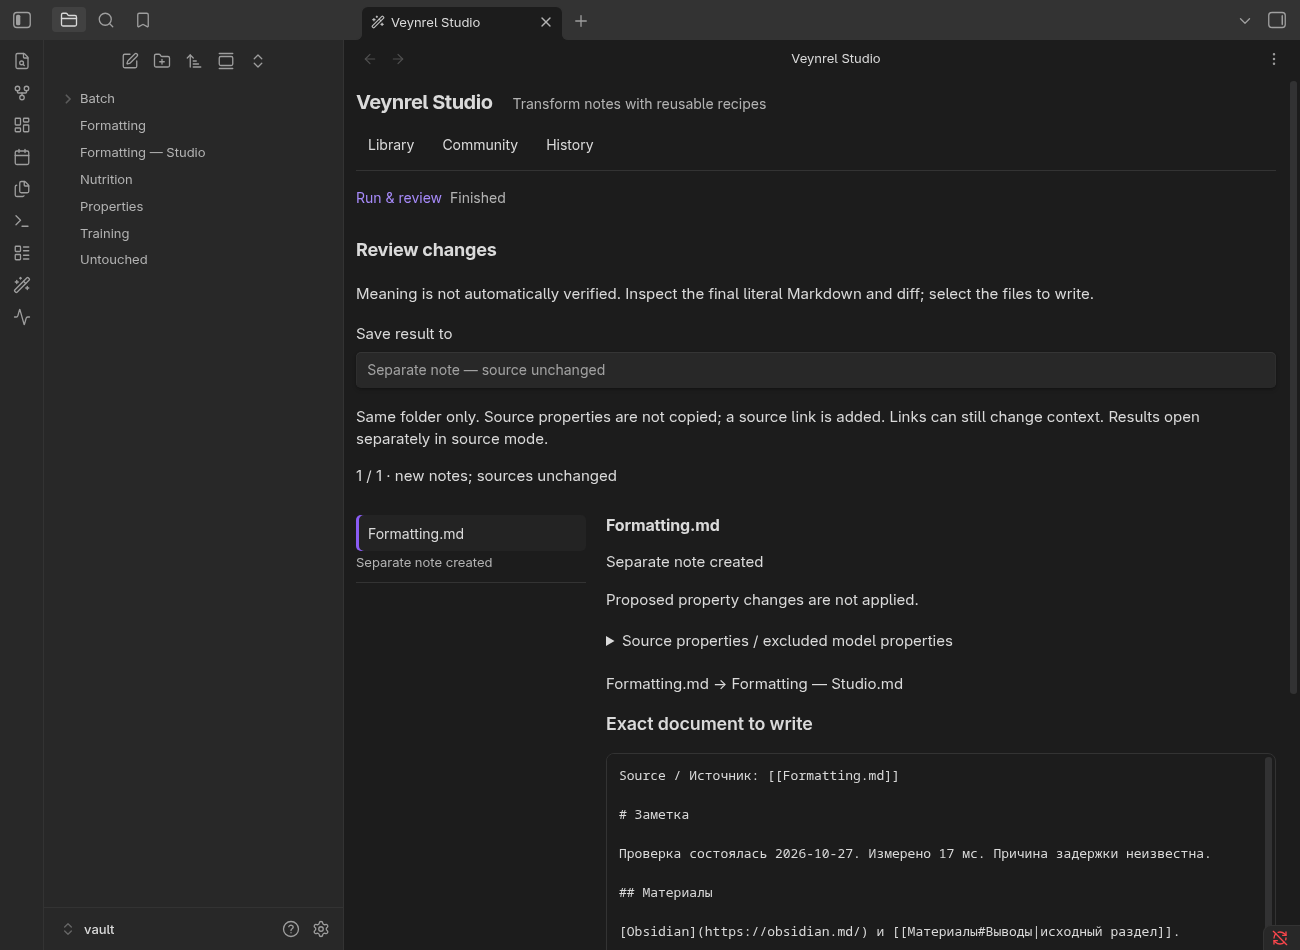 Veynrel Studio
Batch
Formatting
Formatting — Studio
Nutrition
Properties
Training
Untouched
vault
Veynrel Studio
Veynrel Studio Transform notes with reusable recipes
Library Community History
Run & review Finished
Review changes
Meaning is not automatically verified. Inspect the final literal Markdown and diff; select the files to write.
Save result to
Separate note — source unchanged
Same folder only. Source properties are not copied; a source link is added. Links can still change context. Results open
separately in source mode.
1 / 1 · new notes; sources unchanged
Formatting.md
Separate note created
Formatting.md
Separate note created
Proposed property changes are not applied.
Source properties / excluded model properties
Formatting.md → Formatting — Studio.md
Exact document to write
Source / Источник: [[Formatting.md]]
# Заметка
Проверка состоялась 2026-10-27. Измерено 17 мс. Причина задержки неизвестна.
## Материалы
[Obsidian](https://obsidian.md/) и [[Материалы#Выводы|исходный раздел]].